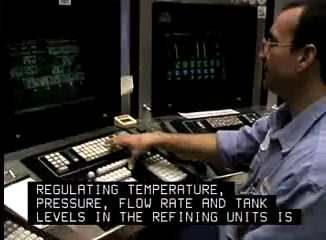 REGULATING TEMPERATURE,
PRESSURE, FLOW RATE AND TANK
LEVELS IN THE REFINING UNITS IS